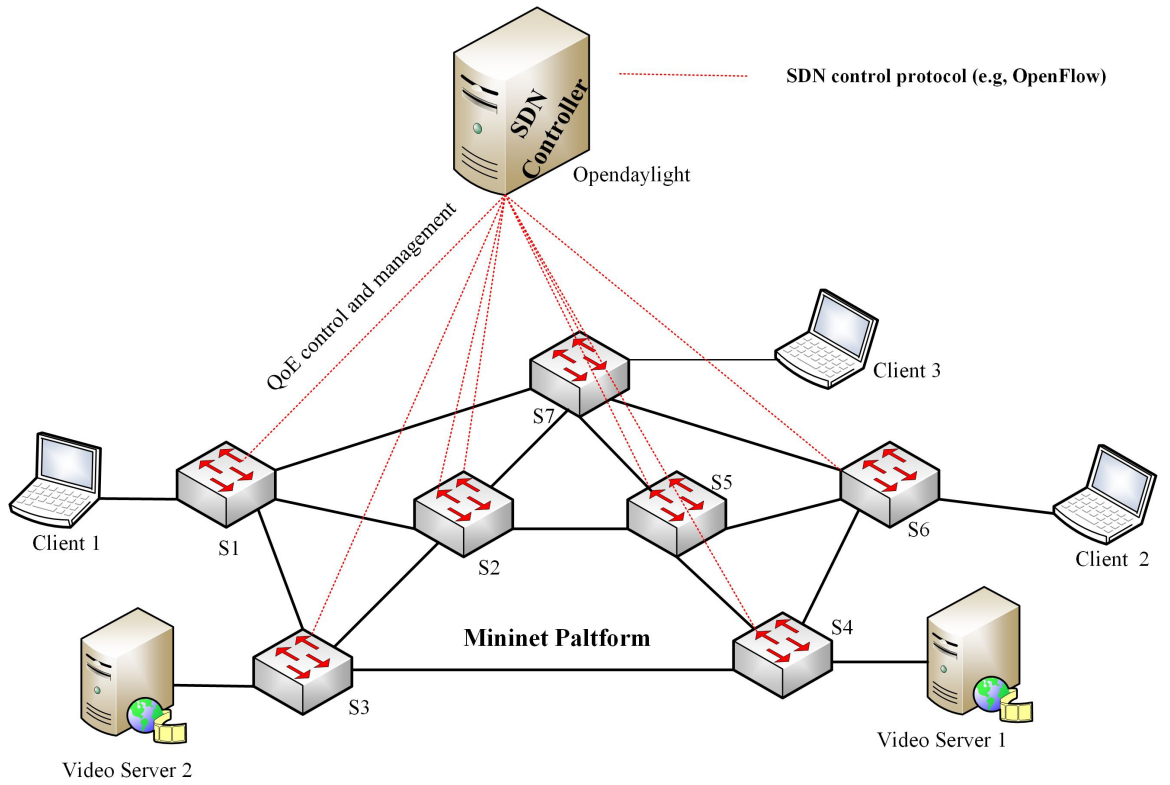 SDN control protocol (e.g, OpenFlow)
SDN
Controller
Opendaylight
QoE control and management
Client 3
S7
S5
Client 1
S1
S2
S6
Client 2
Mininet Paltform
S4
S3
Video Server 1
Video Server 2